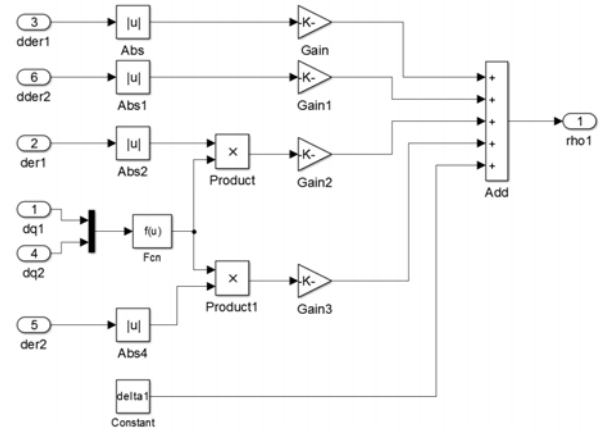 3
dder1
|u|
Abs
-K-
Gain
6
dder2
|u|
Abs1
-K-
Gain1
2
der1
|u|
Abs2
×
Product
-K-
Gain2
+
+
+
+
+
Add
1
rho1
1
dq1
4
dq2
f(u)
Fcn
×
Product1
-K-
Gain3
5
der2
|u|
Abs4
delta1
Constant